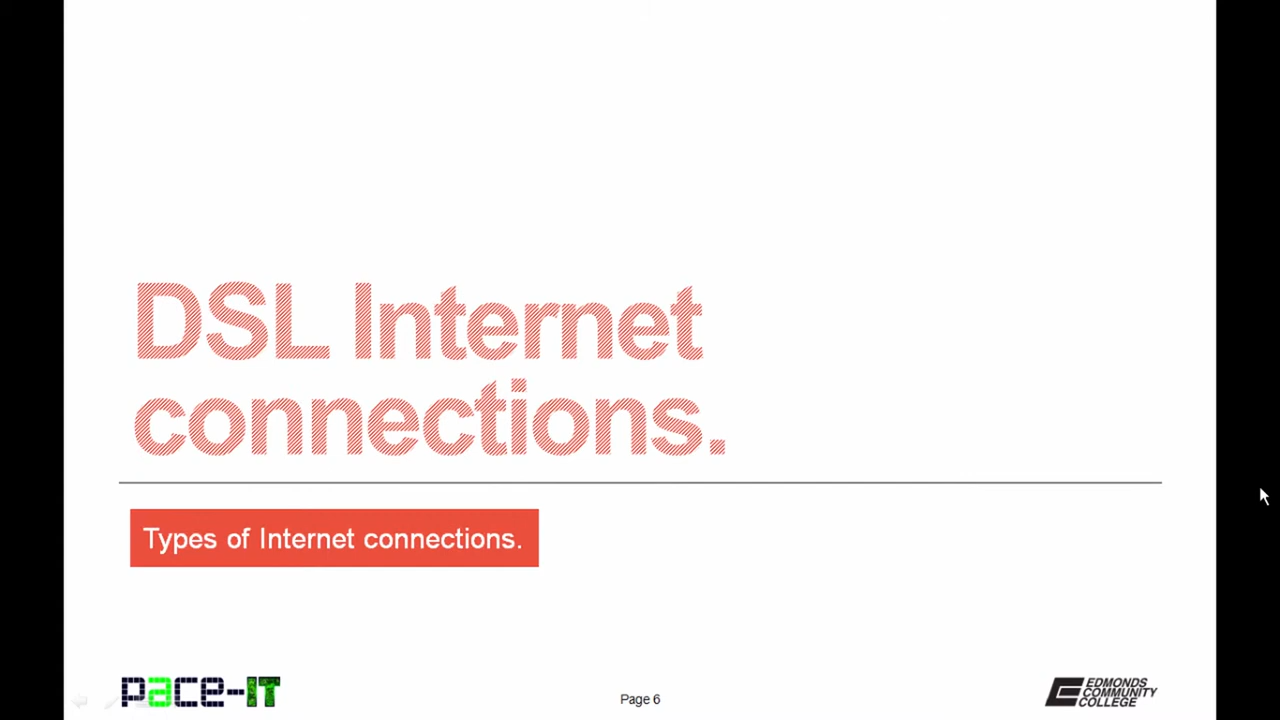 DSL Internet
connections.
Types of Internet connections.
pace-IT
Page 6
EDMONDS
COMMUNITY
COLLEGE